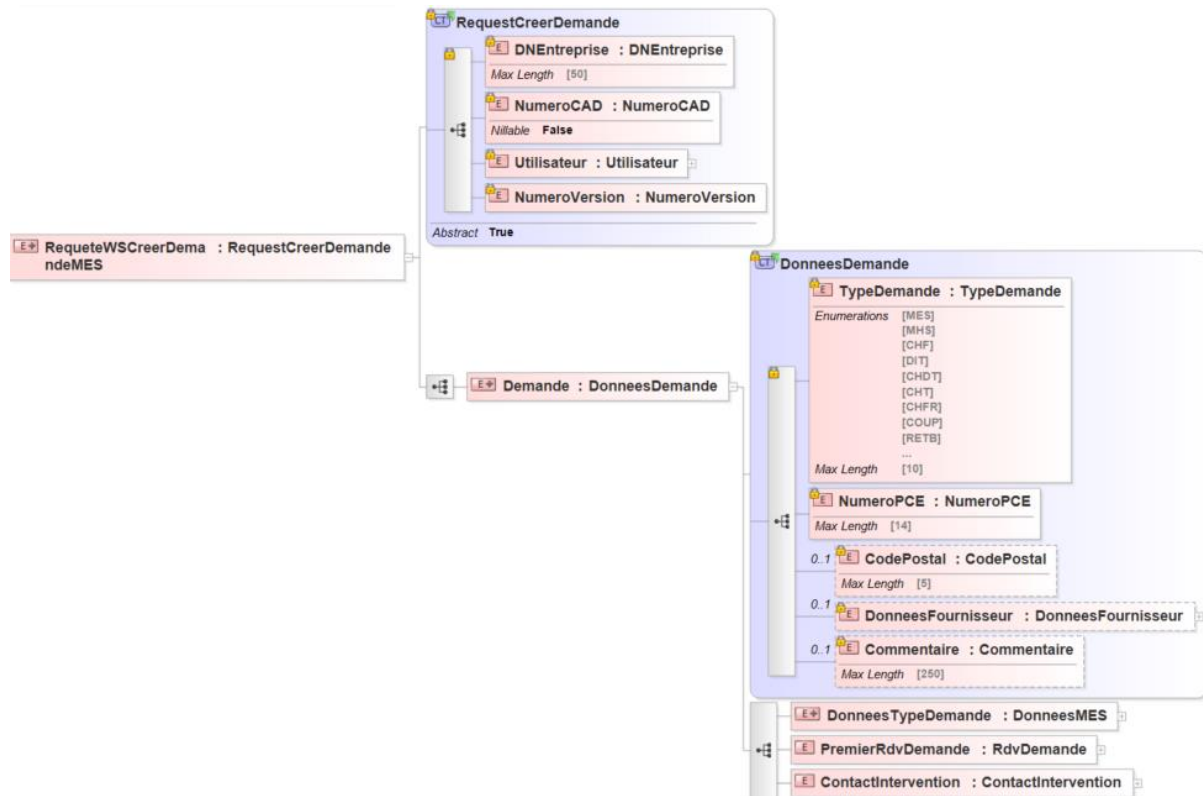 CT RequestCreerDemande
E DNEntreprise : DNEntreprise
Max Length [50]
E NumeroCAD : NumeroCAD
Nillable False
E Utilisateur : Utilisateur
E NumeroVersion : NumeroVersion
Abstract True
E RequeteWSCreerDema : RequestCreerDemande
ndeMES
CT DonneesDemande
E TypeDemande : TypeDemande
Enumerations [MES]
[MHS]
[CHF]
[DIT]
[CHDT]
[CHT]
[CHFR]
[COUP]
[RETB]
...
Max Length [10]
E Demande : DonneesDemande
E NumeroPCE : NumeroPCE
Max Length [14]
0..1 E CodePostal : CodePostal
Max Length [5]
0..1 E DonneesFournisseur : DonneesFournisseur
0..1 E Commentaire : Commentaire
Max Length [250]
E DonneesTypeDemande : DonneesMES
E PremierRdvDemande : RdvDemande
E ContactIntervention : ContactIntervention